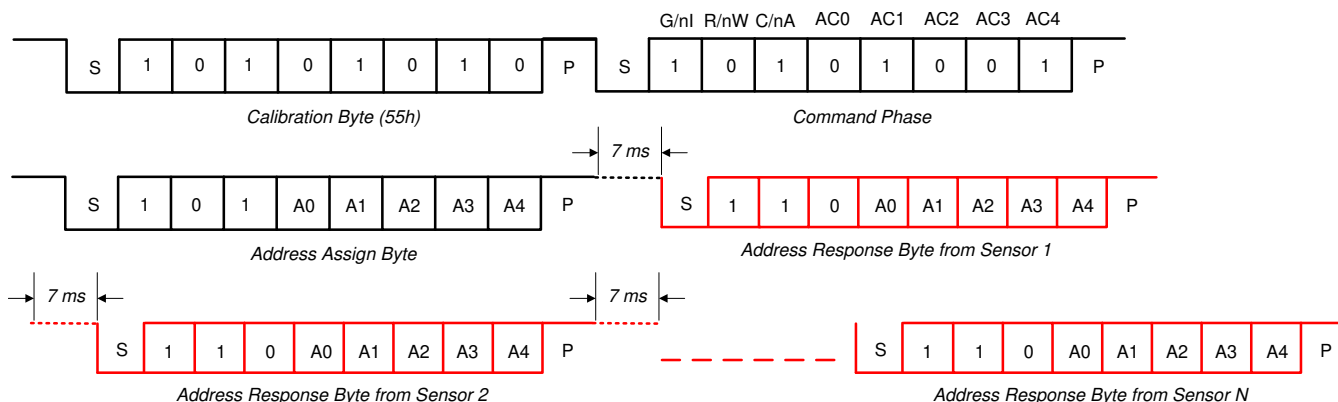 G/nI R/nW C/nA AC0 AC1 AC2 AC3 AC4
S 1 0 1 0 1 0 1 0 P S 1 0 1 0 1 0 0 1 P
Calibration Byte (55h) Command Phase
7 ms
S 1 0 1 A0 A1 A2 A3 A4 P S 1 1 0 A0 A1 A2 A3 A4 P
Address Assign Byte Address Response Byte from Sensor 1
7 ms 7 ms
S 1 1 0 A0 A1 A2 A3 A4 P S 1 1 0 A0 A1 A2 A3 A4 P
Address Response Byte from Sensor 2 Address Response Byte from Sensor N